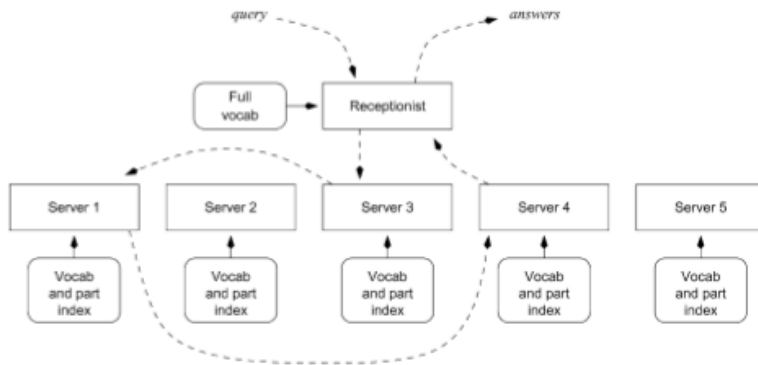 query answers
Full
vocab
Receptionist
Server 1 Server 2 Server 3 Server 4 Server 5
Vocab Vocab Vocab Vocab Vocab
and part and part and part and part and part
index index index index index